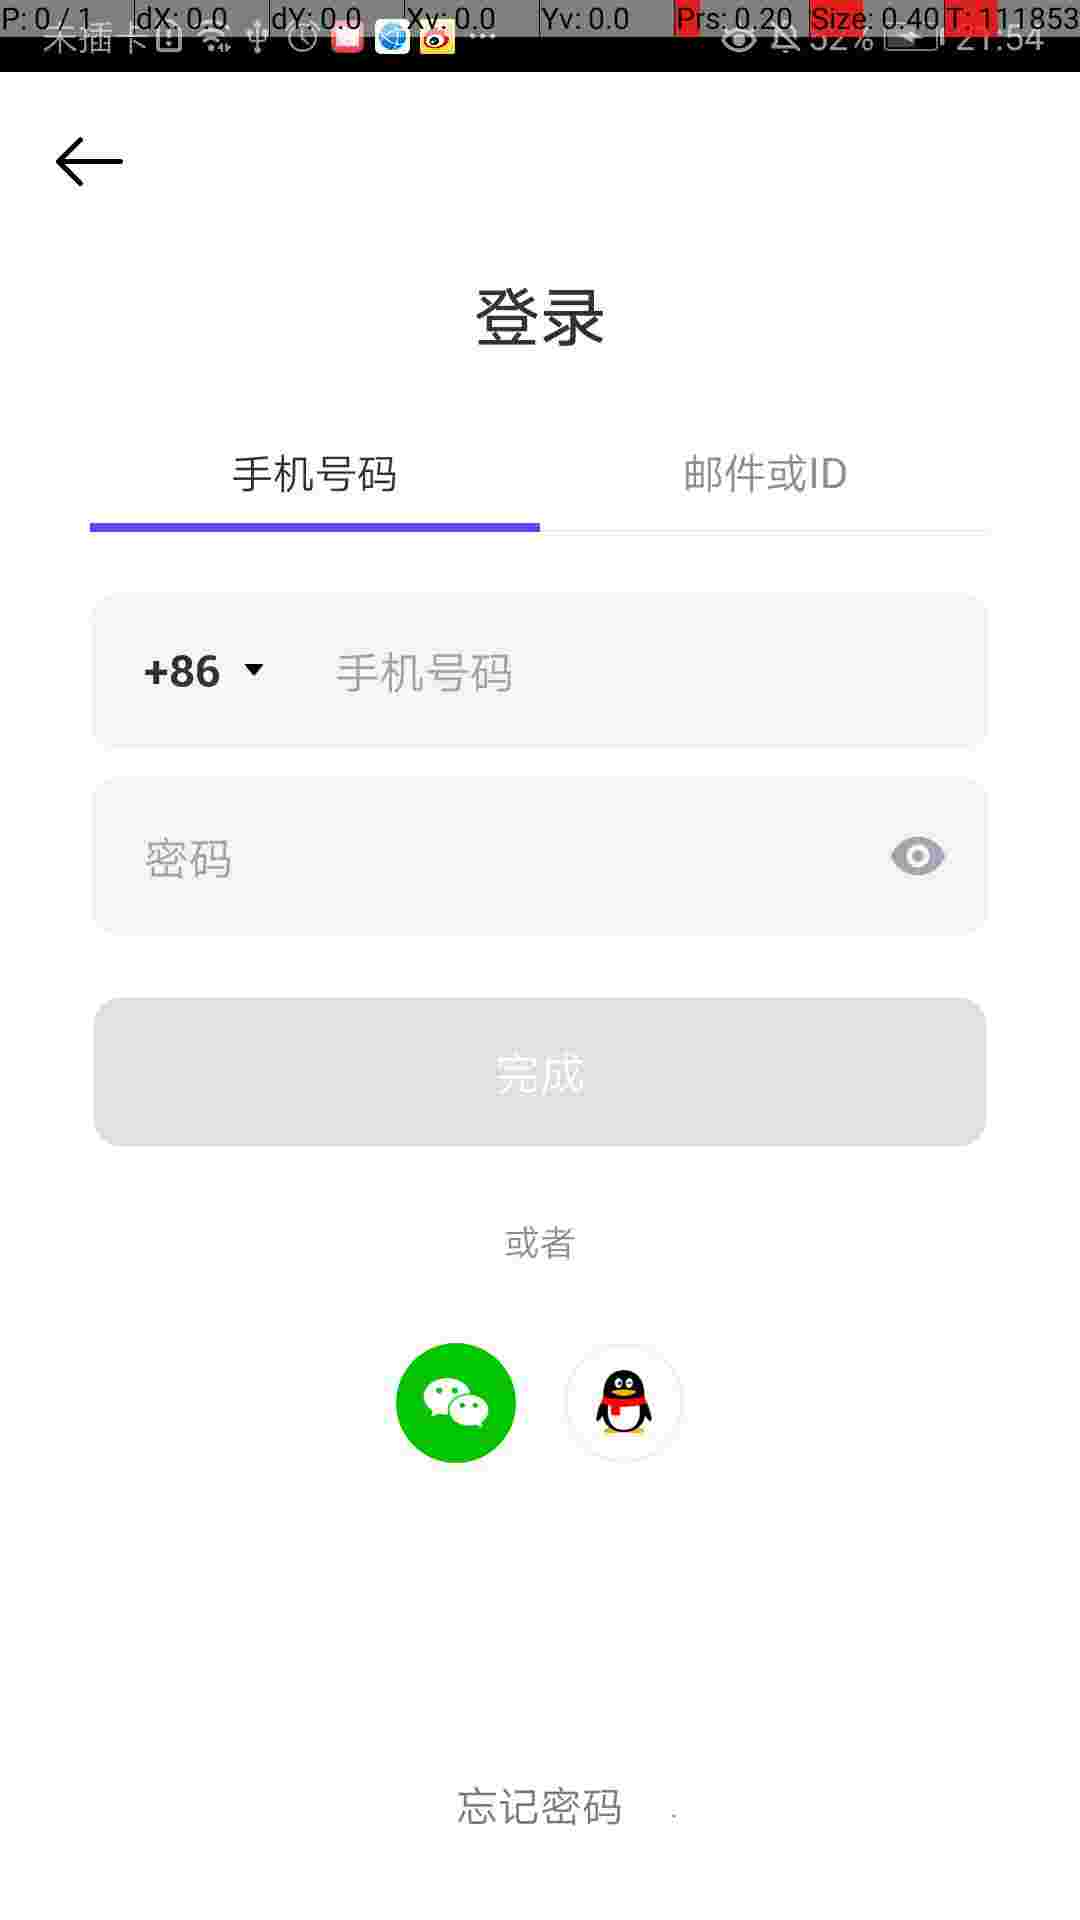 P: 0 / 1 dX: 0.0 dY: 0.0 Xv: 0.0 Yv: 0.0 Prs: 0.20 Size: 0.40 T: 111853
未插卡 52% 21:54
登录
手机号码 邮件或ID
+86 手机号码
密码
完成
或者
忘记密码